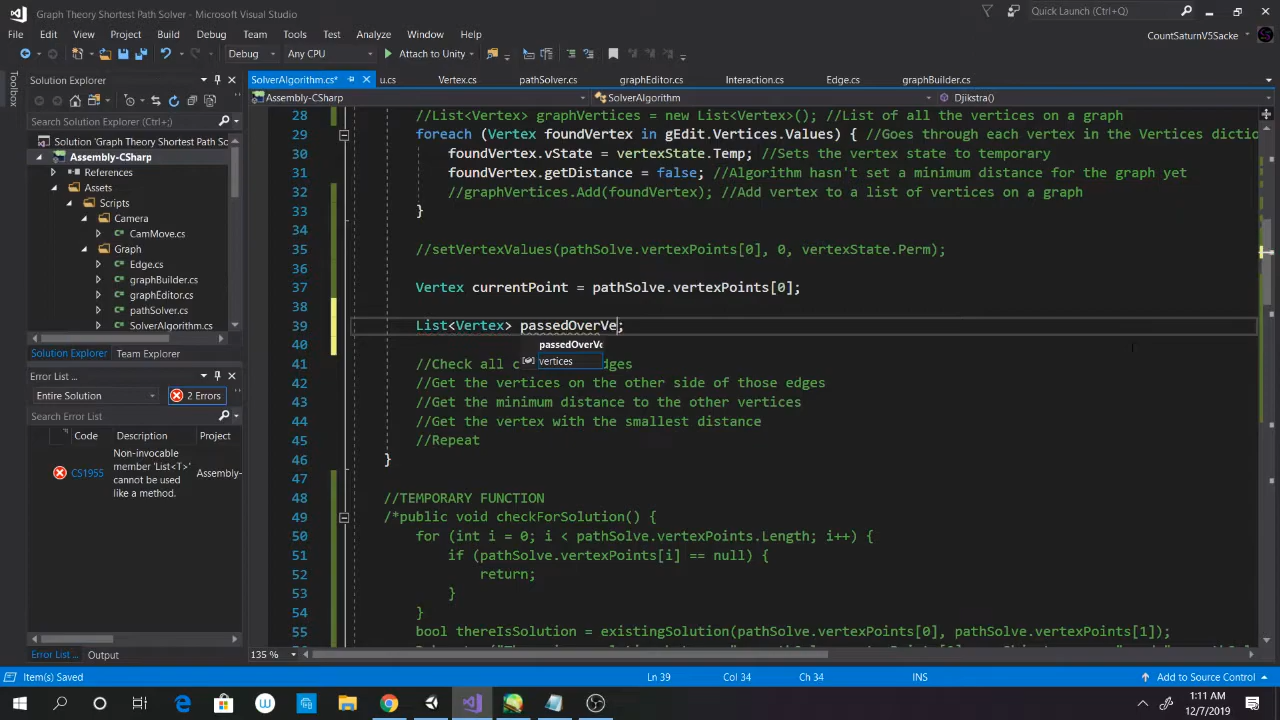 Graph Theory Shortest Path Solver - Microsoft Visual Studio
Quick Launch (Ctrl+Q)
File Edit View Project Build Debug Team Tools Test Analyze Window Help
CountSaturnV5Sacke
Debug Any CPU Attach to Unity
Toolbox
Solution Explorer
SolverAlgorithm.cs* u.cs Vertex.cs pathSolver.cs graphEditor.cs Interaction.cs Edge.cs graphBuilder.cs
Assembly-CSharp SolverAlgorithm Djikstra()
Search Solution Explorer (Ctrl+;)
Solution 'Graph Theory Shortest Path So
Assembly-CSharp
References
Assets
Scripts
Camera
CamMove.cs
Graph
Edge.cs
graphBuilder.cs
graphEditor.cs
pathSolver.cs
SolverAlgorithm.cs
Solution Explorer Team Explorer
Error List ...
Entire Solution 2 Errors
Search Error List
Code Description Project
CS1955 Non-invocable member 'List<T>' cannot be used like a method. Assembly-
Error List ... Output
28 //List<Vertex> graphVertices = new List<Vertex>(); //List of all the vertices on a graph
29 foreach (Vertex foundVertex in gEdit.Vertices.Values) { //Goes through each vertex in the Vertices dictio
30 foundVertex.vState = vertexState.Temp; //Sets the vertex state to temporary
31 foundVertex.getDistance = false; //Algorithm hasn't set a minimum distance for the graph yet
32 //graphVertices.Add(foundVertex); //Add vertex to a list of vertices on a graph
33 }
34
35 //setVertexValues(pathSolve.vertexPoints[0], 0, vertexState.Perm);
36
37 Vertex currentPoint = pathSolve.vertexPoints[0];
38
39 List<Vertex> passedOverVe;
passedOverVe
40
vertices
41 //Check all c dges
42 //Get the vertices on the other side of those edges
43 //Get the minimum distance to the other vertices
44 //Get the vertex with the smallest distance
45 //Repeat
46 }
47
48 //TEMPORARY FUNCTION
49 /*public void checkForSolution() {
50 for (int i = 0; i < pathSolve.vertexPoints.Length; i++) {
51 if (pathSolve.vertexPoints[i] == null) {
52 return;
53 }
54 }
55 bool thereIsSolution = existingSolution(pathSolve.vertexPoints[0], pathSolve.vertexPoints[1]);
135 %
Item(s) Saved Ln 39 Col 34 Ch 34 INS Add to Source Control
1:11 AM
12/7/2019